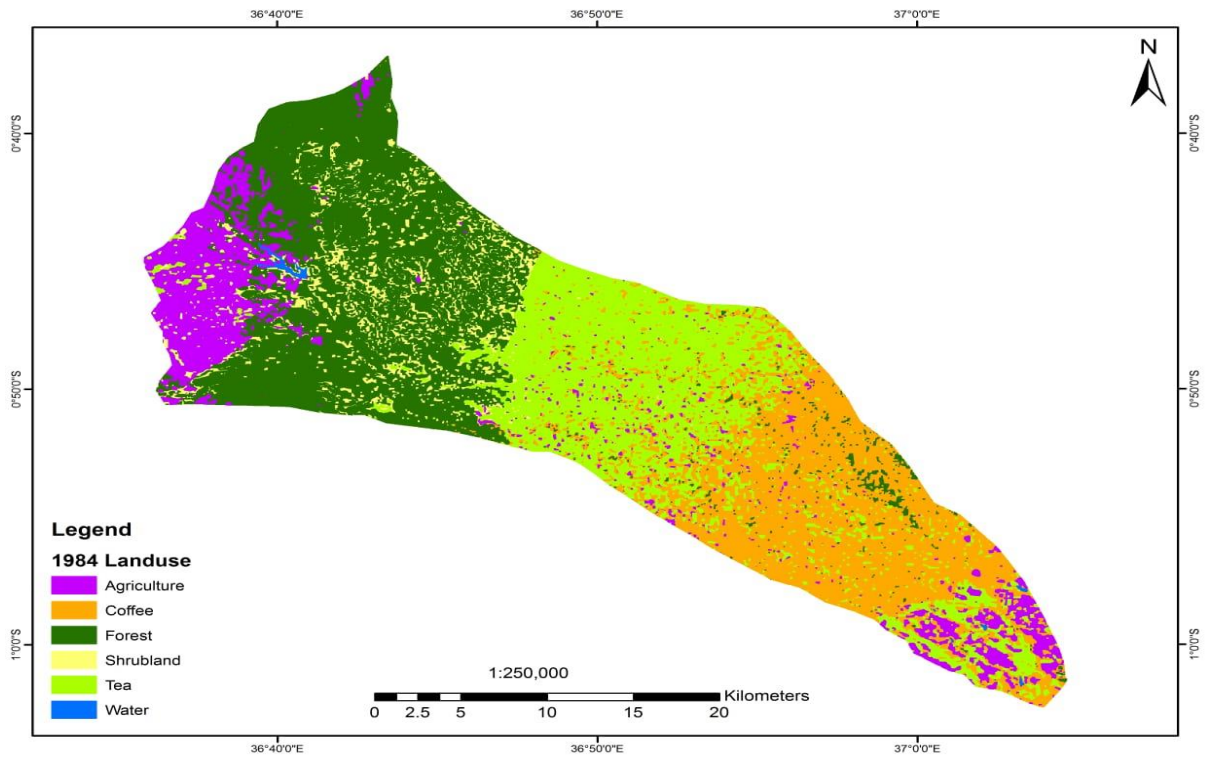 36°40'0"E 36°50'0"E 37°0'0"E
N
0°40'0"S 0°40'0"S
0°50'0"S 0°50'0"S
Legend
1984 Landuse
Agriculture
Coffee
Forest
Shrubland
Tea
Water
1°0'0"S 1°0'0"S
1:250,000
Kilometers
0 2.5 5 10 15 20
36°40'0"E 36°50'0"E 37°0'0"E